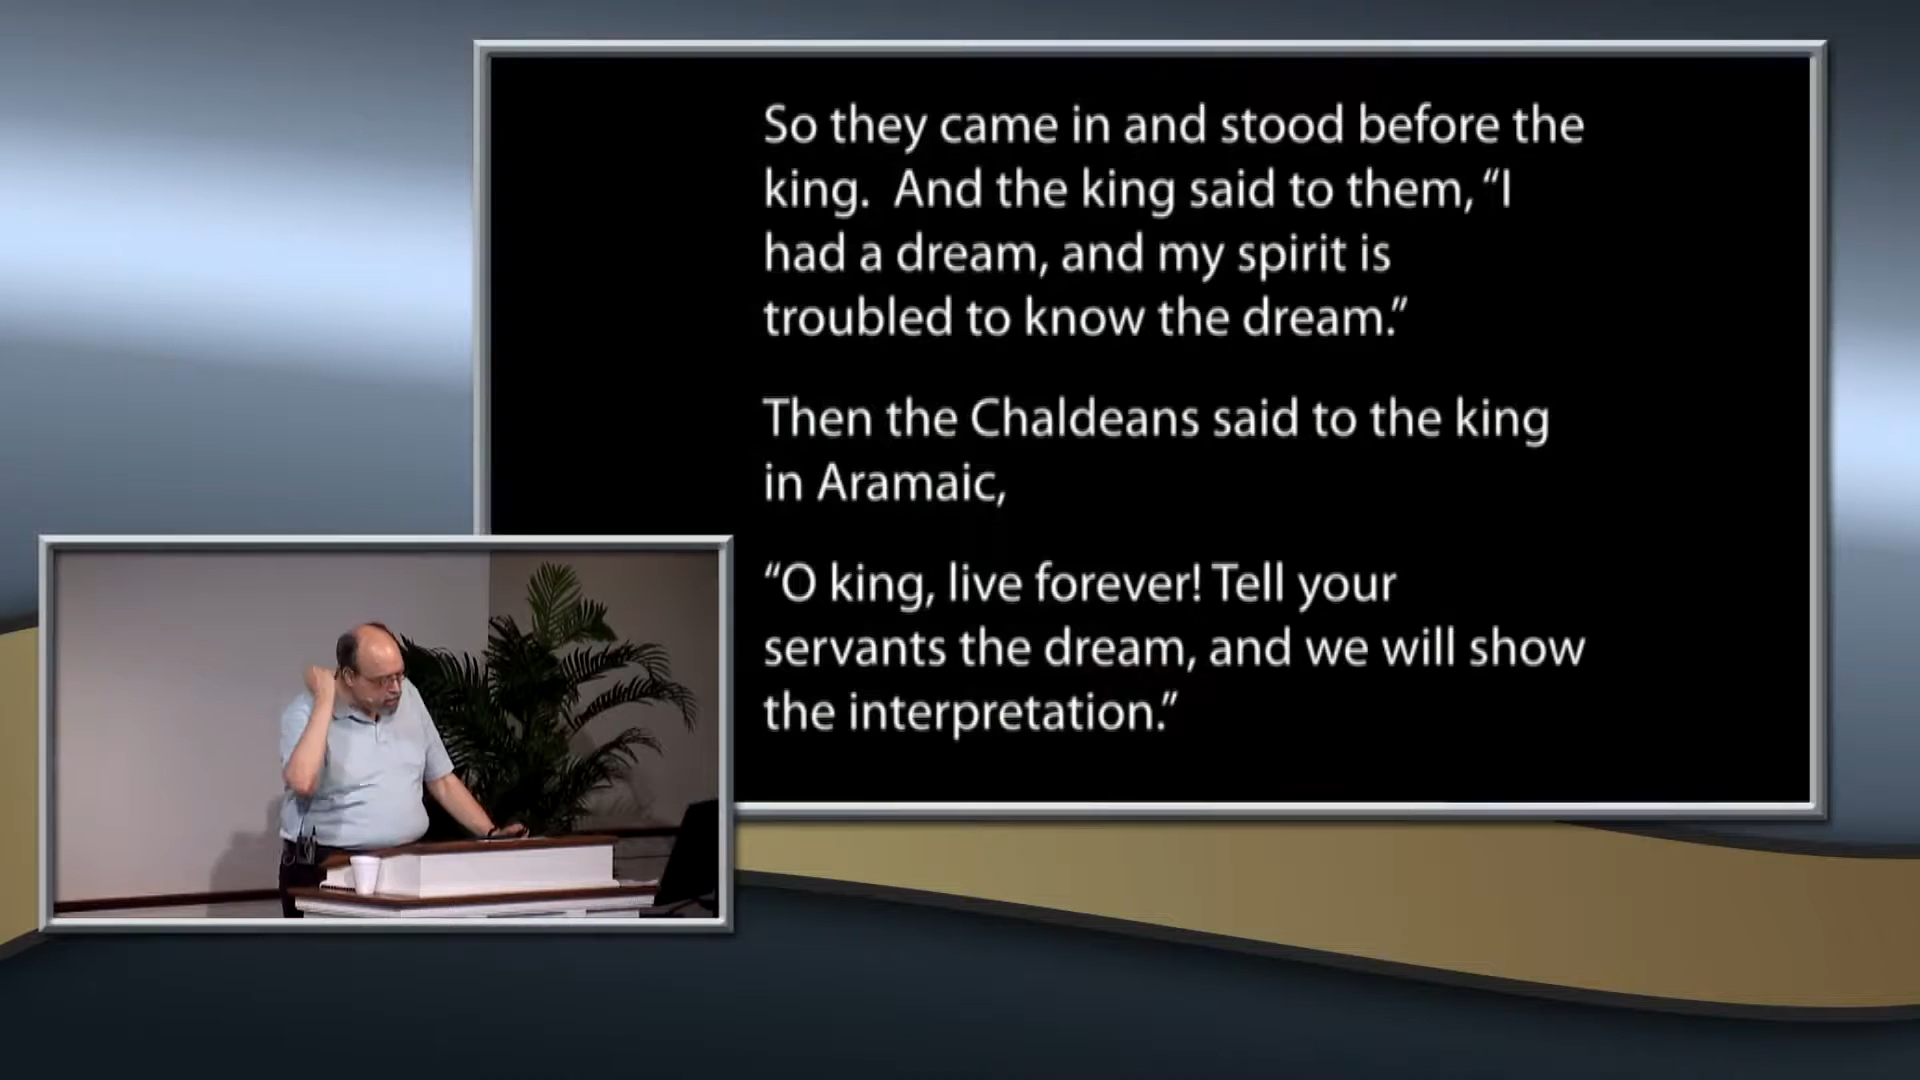 So they came in and stood before the
king.  And the king said to them, “I
had a dream, and my spirit is
troubled to know the dream.”
Then the Chaldeans said to the king
in Aramaic,
“O king, live forever! Tell your
servants the dream, and we will show
the interpretation.”